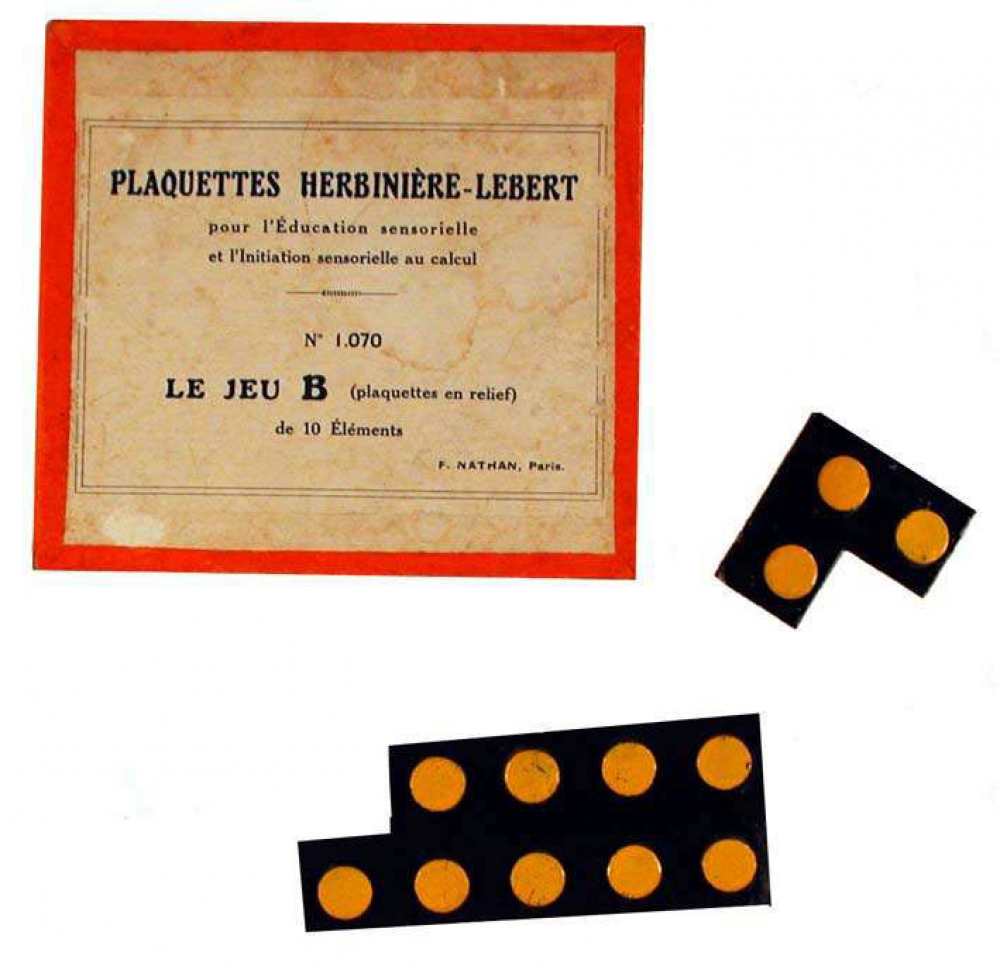 PLAQUETTES HERBINIÈRE-LEBERT
pour l'Éducation sensorielle
et l'Initiation sensorielle au calcul
N° 1.070
LE JEU B (plaquettes en relief)
de 10 Éléments
F. NATHAN, Paris.